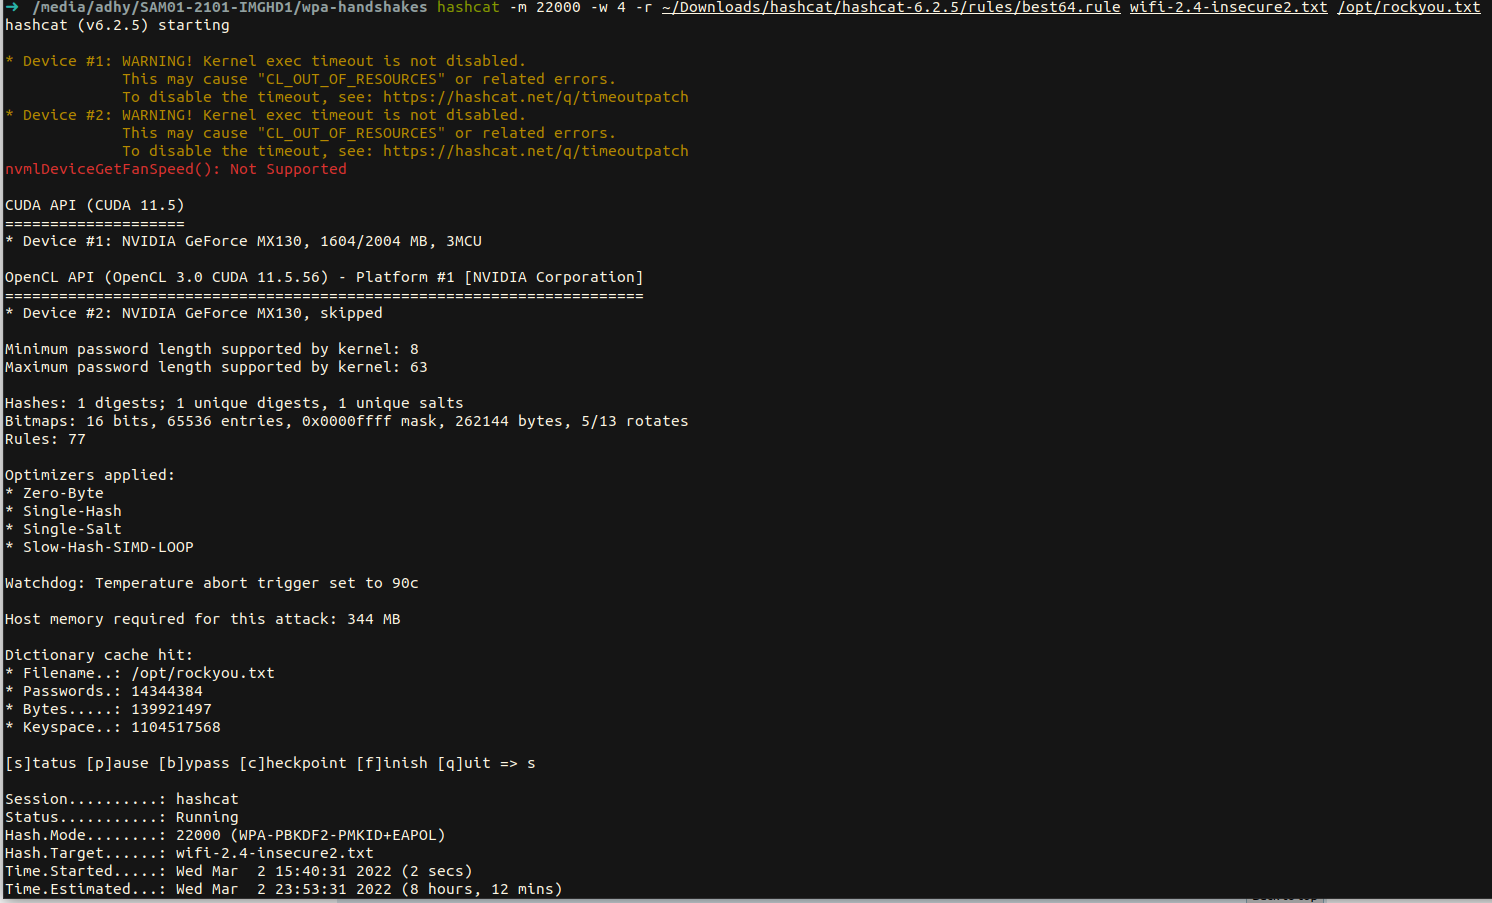 ➜  /media/adhy/SAM01-2101-IMGHD1/wpa-handshakes hashcat -m 22000 -w 4 -r ~/Downloads/hashcat/hashcat-6.2.5/rules/best64.rule wifi-2.4-insecure2.txt /opt/rockyou.txt
hashcat (v6.2.5) starting

* Device #1: WARNING! Kernel exec timeout is not disabled.
             This may cause "CL_OUT_OF_RESOURCES" or related errors.
             To disable the timeout, see: https://hashcat.net/q/timeoutpatch
* Device #2: WARNING! Kernel exec timeout is not disabled.
             This may cause "CL_OUT_OF_RESOURCES" or related errors.
             To disable the timeout, see: https://hashcat.net/q/timeoutpatch
nvmlDeviceGetFanSpeed(): Not Supported

CUDA API (CUDA 11.5)
====================
* Device #1: NVIDIA GeForce MX130, 1604/2004 MB, 3MCU

OpenCL API (OpenCL 3.0 CUDA 11.5.56) - Platform #1 [NVIDIA Corporation]
=======================================================================
* Device #2: NVIDIA GeForce MX130, skipped

Minimum password length supported by kernel: 8
Maximum password length supported by kernel: 63

Hashes: 1 digests; 1 unique digests, 1 unique salts
Bitmaps: 16 bits, 65536 entries, 0x0000ffff mask, 262144 bytes, 5/13 rotates
Rules: 77

Optimizers applied:
* Zero-Byte
* Single-Hash
* Single-Salt
* Slow-Hash-SIMD-LOOP

Watchdog: Temperature abort trigger set to 90c

Host memory required for this attack: 344 MB

Dictionary cache hit:
* Filename..: /opt/rockyou.txt
* Passwords.: 14344384
* Bytes.....: 139921497
* Keyspace..: 1104517568

[s]tatus [p]ause [b]ypass [c]heckpoint [f]inish [q]uit => s

Session..........: hashcat
Status...........: Running
Hash.Mode........: 22000 (WPA-PBKDF2-PMKID+EAPOL)
Hash.Target......: wifi-2.4-insecure2.txt
Time.Started.....: Wed Mar  2 15:40:31 2022 (2 secs)
Time.Estimated...: Wed Mar  2 23:53:31 2022 (8 hours, 12 mins)